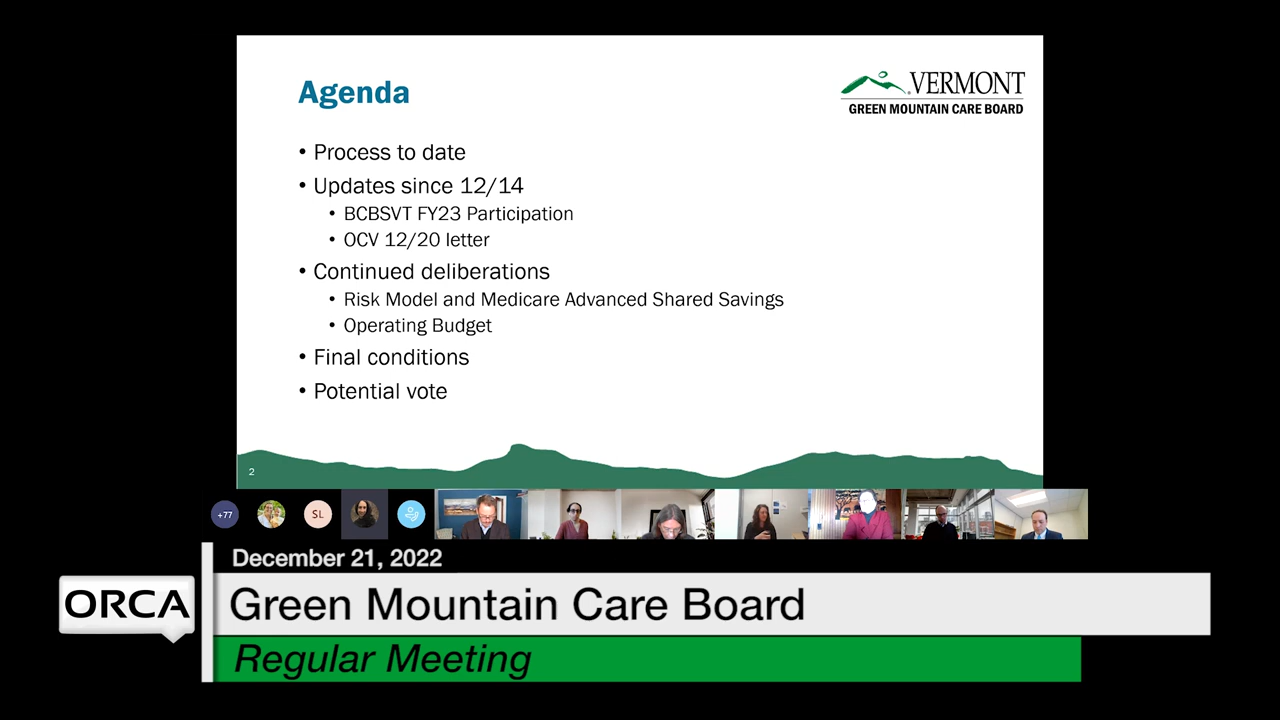 Agenda
VERMONT
GREEN MOUNTAIN CARE BOARD
• Process to date
• Updates since 12/14
• BCBSVT FY23 Participation
• OCV 12/20 letter
• Continued deliberations
• Risk Model and Medicare Advanced Shared Savings
• Operating Budget
• Final conditions
• Potential vote
2
+77
SL
December 21, 2022
ORCA
Green Mountain Care Board
Regular Meeting